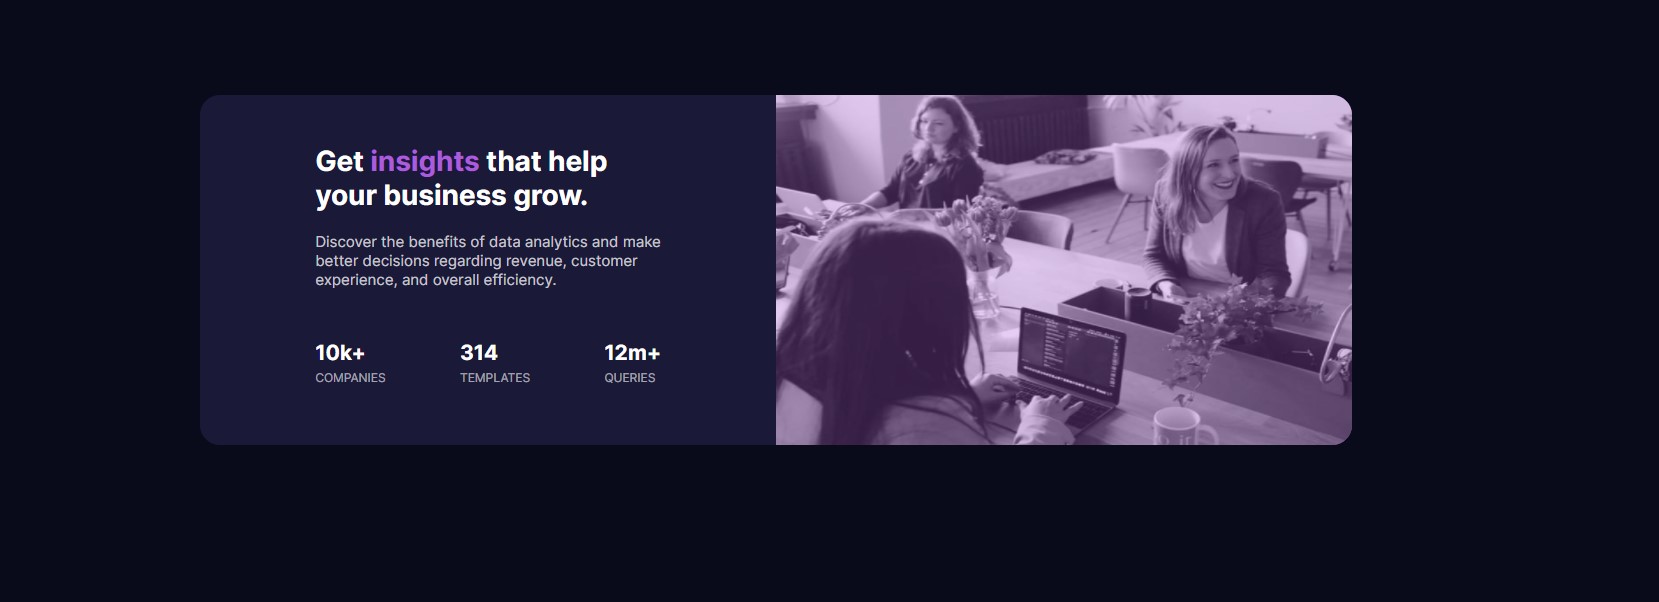 Get insights that help
your business grow.
Discover the benefits of data analytics and make
better decisions regarding revenue, customer
experience, and overall efficiency.
10k+ 314 12m+
COMPANIES TEMPLATES QUERIES